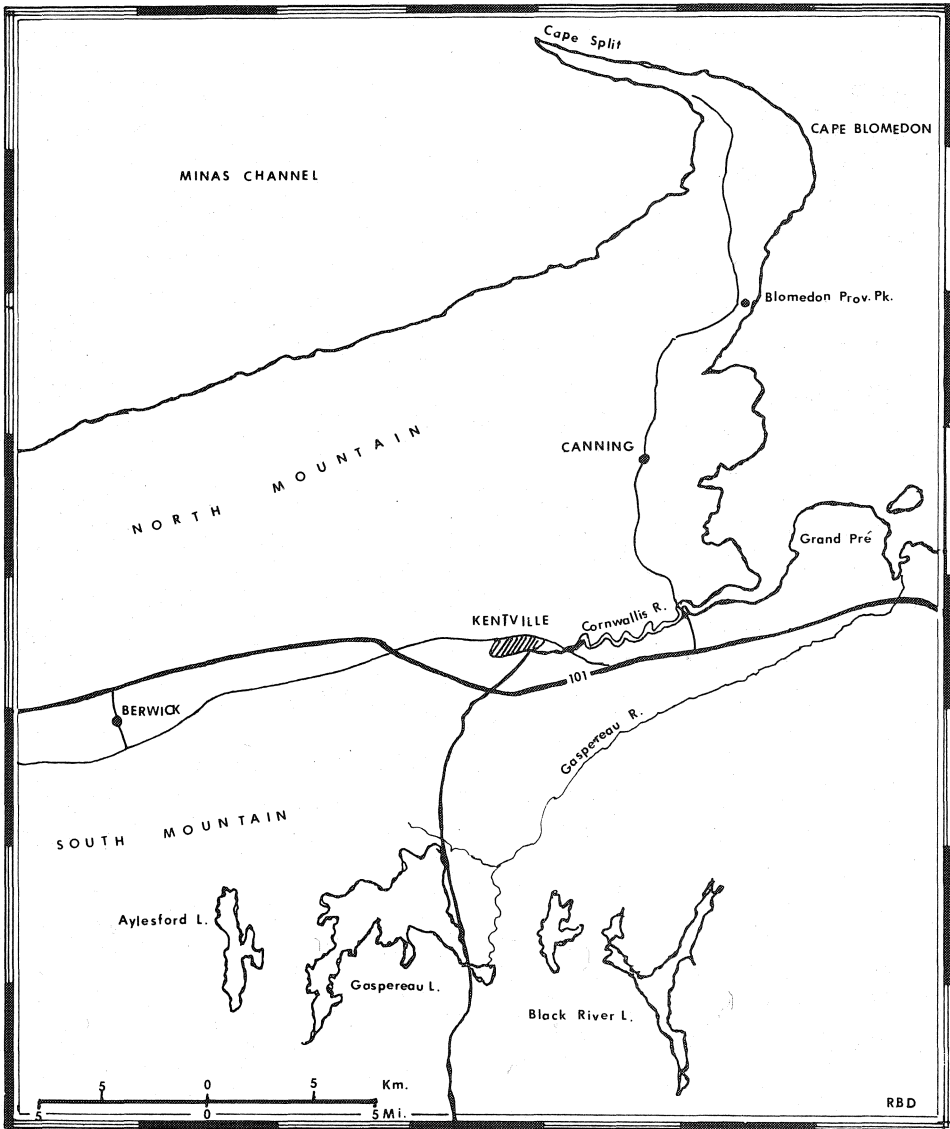 Cape Split
CAPE BLOMEDON
MINAS CHANNEL
Blomedon Prov. Pk.
NORTH MOUNTAIN
CANNING
Grand Pré
KENTVILLE
Cornwallis R.
101
BERWICK
Gaspereau R.
SOUTH MOUNTAIN
Aylesford L.
Gaspereau L.
Black River L.
5 0 5 Km.
5 0 5 Mi.
RBD